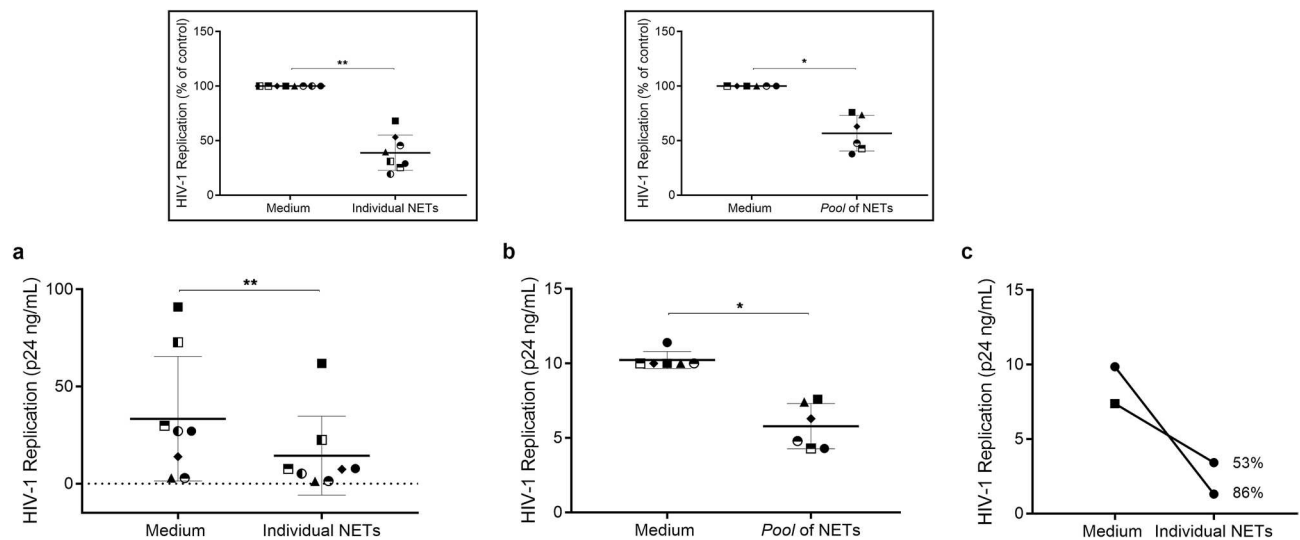 HIV-1 Replication (% of control)
150
100
50
0
**
Medium
Individual NETs
HIV-1 Replication (% of control)
150
100
50
0
*
Medium
Pool of NETs
a
HIV-1 Replication (p24 ng/mL)
100
50
0
**
Medium
Individual NETs
b
HIV-1 Replication (p24 ng/mL)
15
10
5
0
*
Medium
Pool of NETs
c
HIV-1 Replication (p24 ng/mL)
15
10
5
0
53%
86%
Medium
Individual NETs